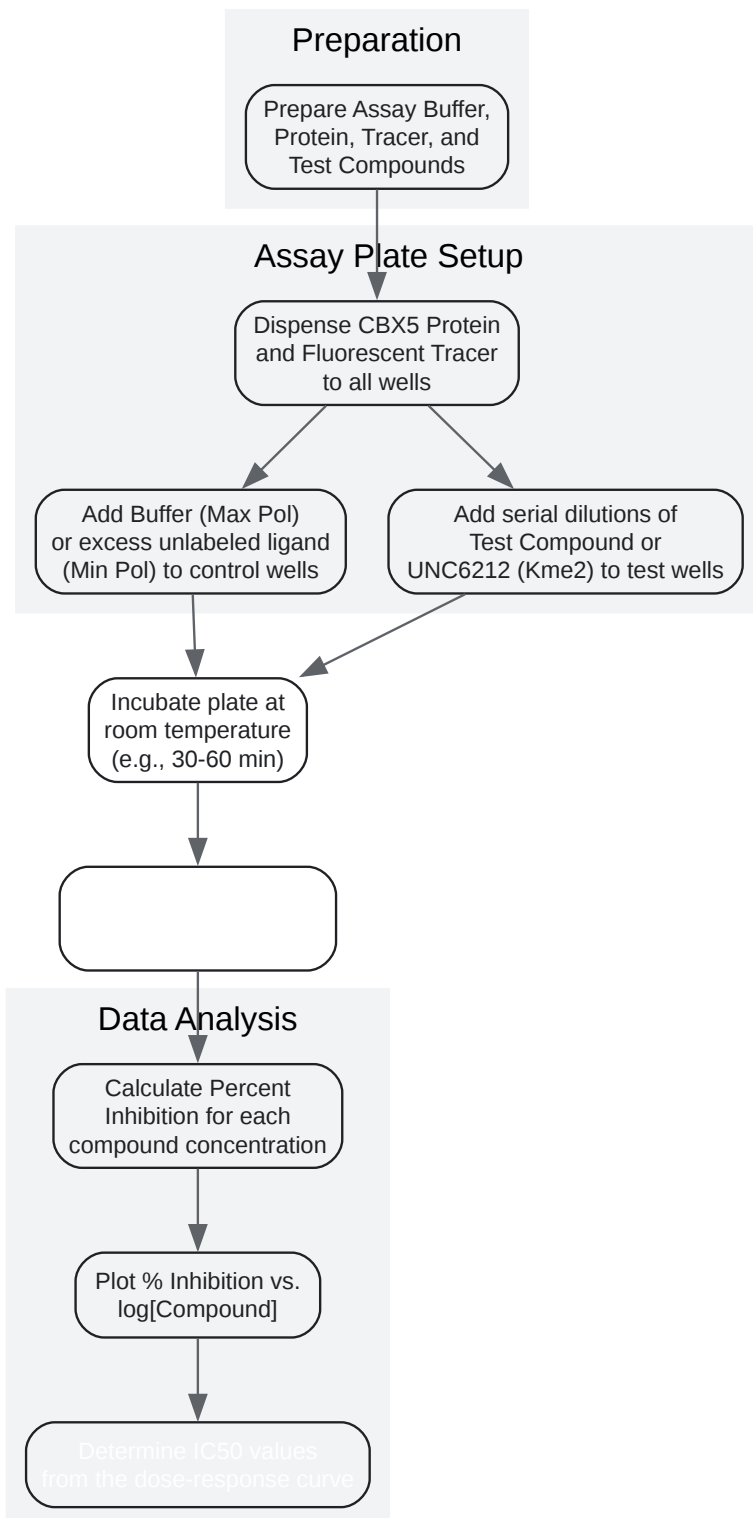 Preparation
Prepare Assay Buffer,
Protein, Tracer, and
Test Compounds
Assay Plate Setup
Dispense CBX5 Protein
and Fluorescent Tracer
to all wells
Add Buffer (Max Pol)
or excess unlabeled ligand
(Min Pol) to control wells
Add serial dilutions of
Test Compound or
UNC6212 (Kme2) to test wells
Incubate plate at
room temperature
(e.g., 30-60 min)
Data Analysis
Calculate Percent
Inhibition for each
compound concentration
Plot % Inhibition vs.
log[Compound]
Determine IC50 values
from the dose-response curve